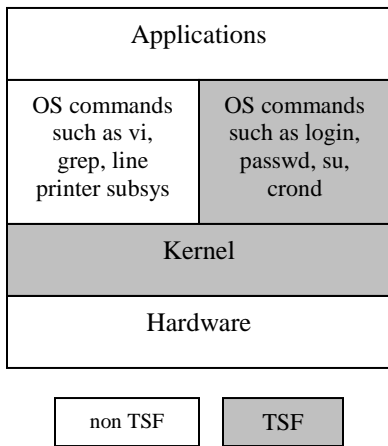 Applications
OS commands
such as vi,
grep, line
printer subsys
OS commands
such as login,
passwd, su,
crond
Kernel
Hardware
non TSF
TSF